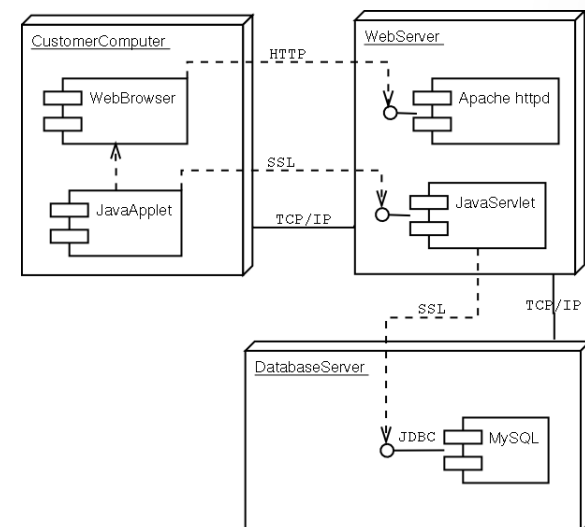 CustomerComputer
WebServer
HTTP
WebBrowser
Apache httpd
SSL
JavaApplet
JavaServlet
TCP/IP
SSL
TCP/IP
DatabaseServer
JDBC
MySQL